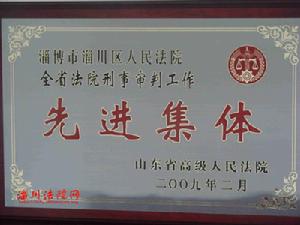 淄博市淄川区人民法院
全省法院刑事审判工作
先进集体
山东省高级人民法院
二〇〇九年二月
淄川法院网